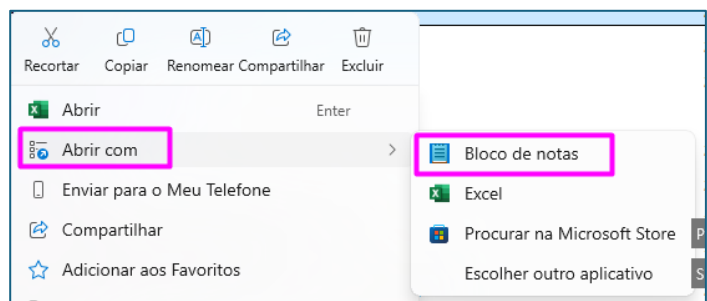 Recortar Copiar Renomear Compartilhar Excluir
Abrir Enter
Abrir com
Bloco de notas
Enviar para o Meu Telefone
Excel
Compartilhar
Procurar na Microsoft Store
P
Adicionar aos Favoritos
Escolher outro aplicativo
S